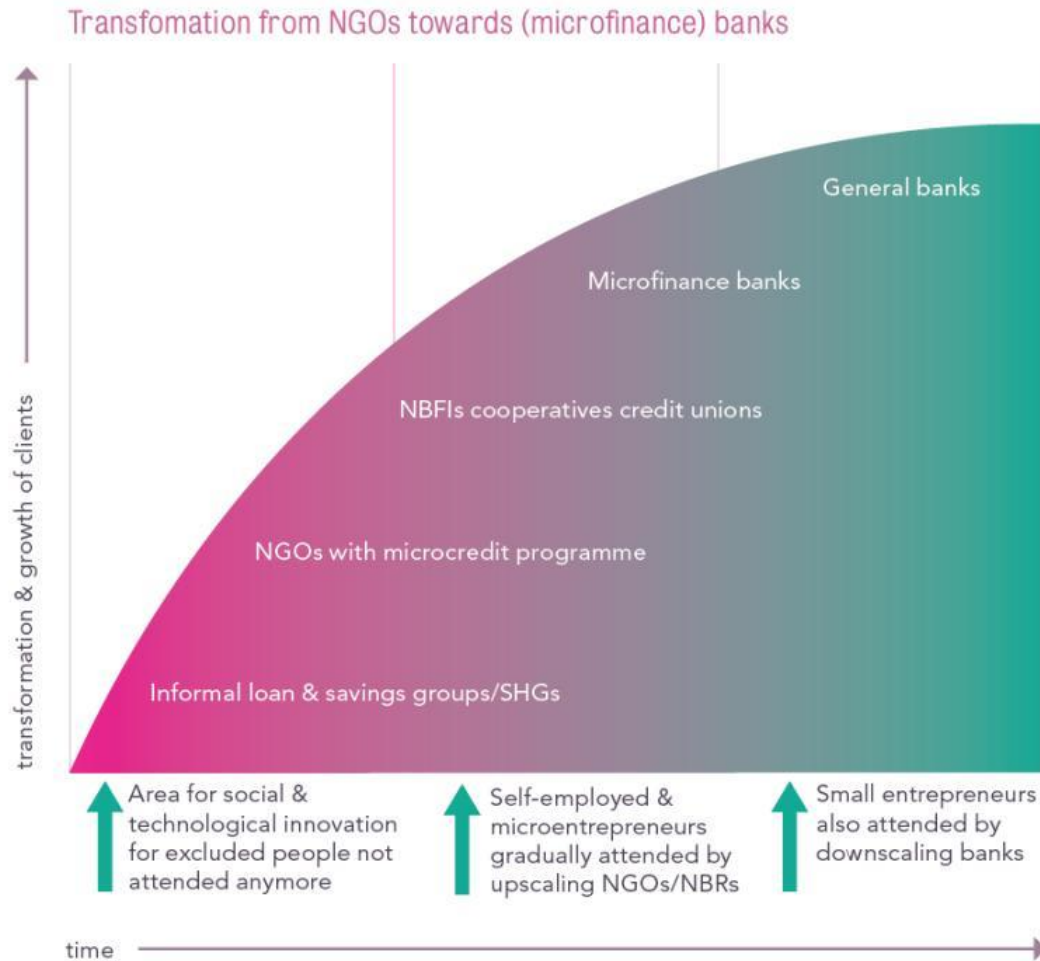 Transfomation from NGOs towards (microfinance) banks
transformation & growth of clients
General banks
Microfinance banks
NBFIs cooperatives credit unions
NGOs with microcredit programme
Informal loan & savings groups/SHGs
Area for social &
technological innovation
for excluded people not
attended anymore
Self-employed &
microentrepreneurs
gradually attended by
upscaling NGOs/NBRs
Small entrepreneurs
also attended by
downscaling banks
time